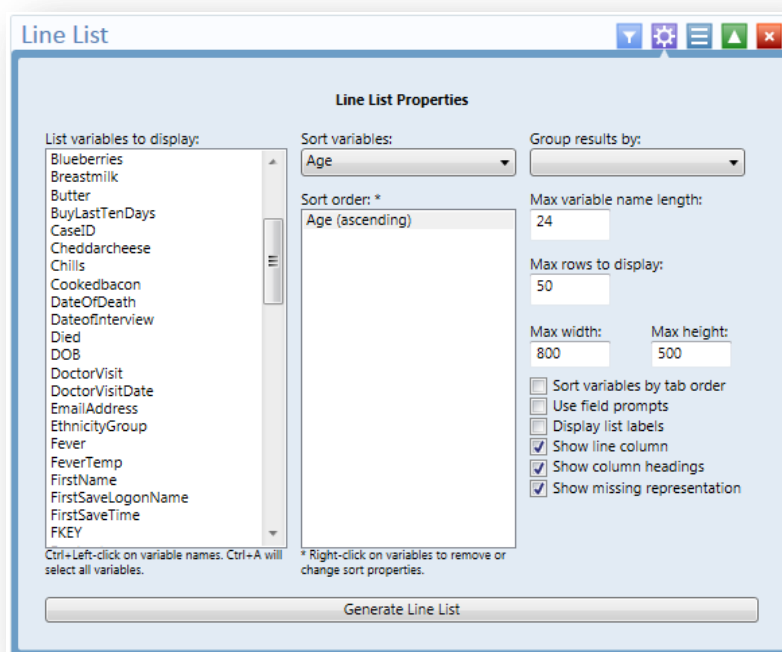 Line List
Line List Properties
List variables to display:
Blueberries
Breastmilk
Butter
BuyLastTenDays
CaseID
Cheddarcheese
Chills
Cookedbacon
DateOfDeath
DateofInterview
Died
DOB
DoctorVisit
DoctorVisitDate
EmailAddress
EthnicityGroup
Fever
FeverTemp
FirstName
FirstSaveLogonName
FirstSaveTime
FKEY
Ctrl+Left-click on variable names. Ctrl+A will
select all variables.
Sort variables:
Age
Sort order: *
Age (ascending)
* Right-click on variables to remove or
change sort properties.
Group results by:
Max variable name length:
24
Max rows to display:
50
Max width:
800
Max height:
500
Sort variables by tab order
Use field prompts
Display list labels
Show line column
Show column headings
Show missing representation
Generate Line List